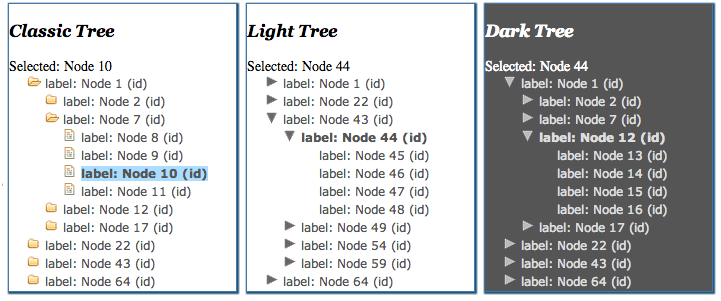 Classic Tree
Selected: Node 10
label: Node 1 (id)
label: Node 2 (id)
label: Node 7 (id)
label: Node 8 (id)
label: Node 9 (id)
label: Node 10 (id)
label: Node 11 (id)
label: Node 12 (id)
label: Node 17 (id)
label: Node 22 (id)
label: Node 43 (id)
label: Node 64 (id)
Light Tree
Selected: Node 44
label: Node 1 (id)
label: Node 22 (id)
label: Node 43 (id)
label: Node 44 (id)
label: Node 45 (id)
label: Node 46 (id)
label: Node 47 (id)
label: Node 48 (id)
label: Node 49 (id)
label: Node 54 (id)
label: Node 59 (id)
label: Node 64 (id)
Dark Tree
Selected: Node 44
label: Node 1 (id)
label: Node 2 (id)
label: Node 7 (id)
label: Node 12 (id)
label: Node 13 (id)
label: Node 14 (id)
label: Node 15 (id)
label: Node 16 (id)
label: Node 17 (id)
label: Node 22 (id)
label: Node 43 (id)
label: Node 64 (id)